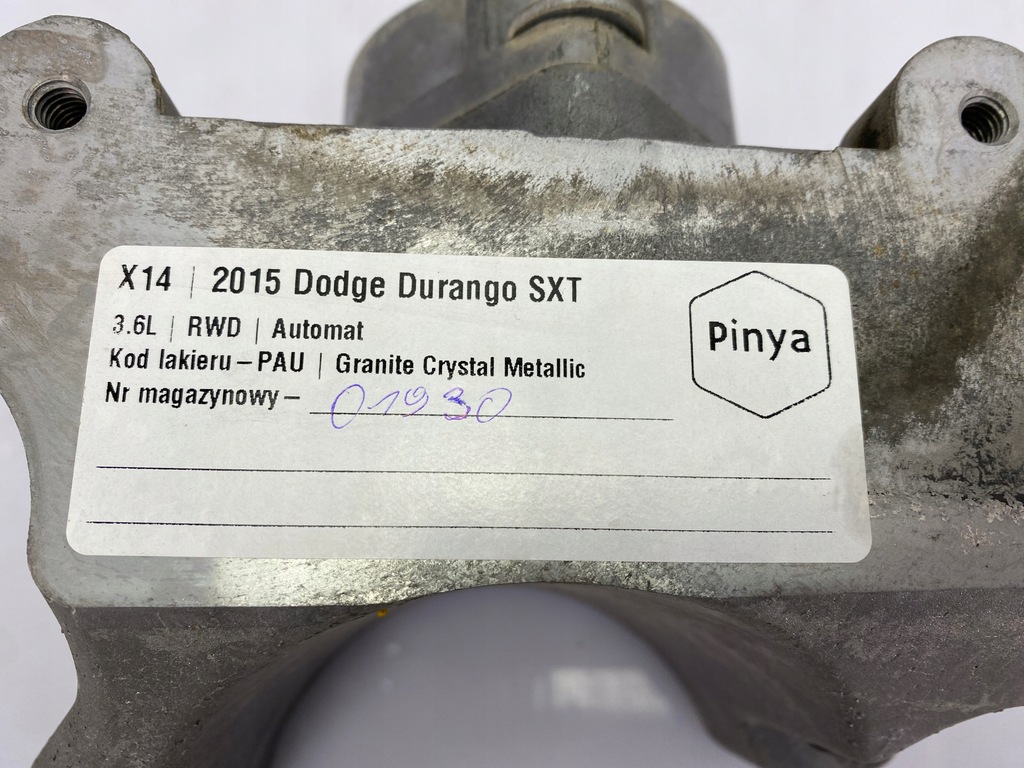 X14 | 2015 Dodge Durango SXT
3.6L | RWD | Automat
Kod lakieru – PAU | Granite Crystal Metallic
Nr magazynowy – 01930
Pinya